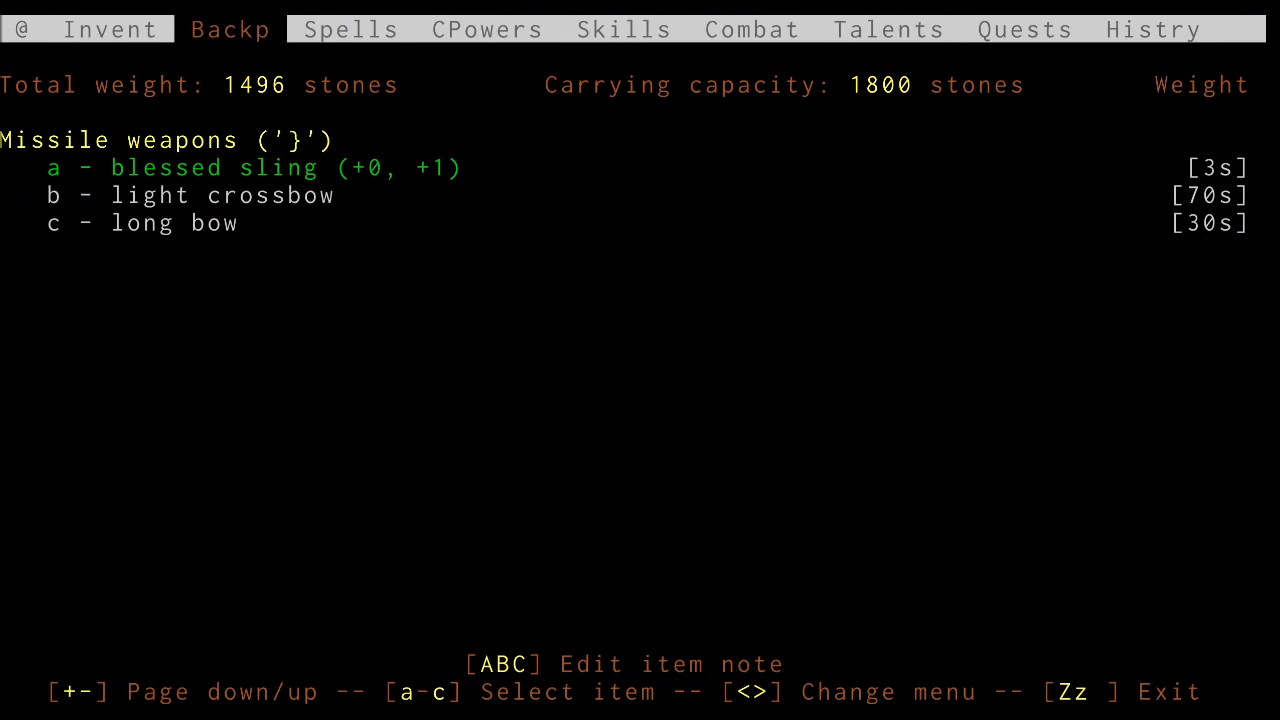 @ Invent Backp Spells CPowers Skills Combat Talents Quests Histry
Total weight: 1496 stones Carrying capacity: 1800 stones Weight
Missile weapons ('}')
a - blessed sling (+0, +1) [3s]
b - light crossbow [70s]
c - long bow [30s]
[ABC] Edit item note
[+-] Page down/up -- [a-c] Select item -- [<>] Change menu -- [Zz ] Exit